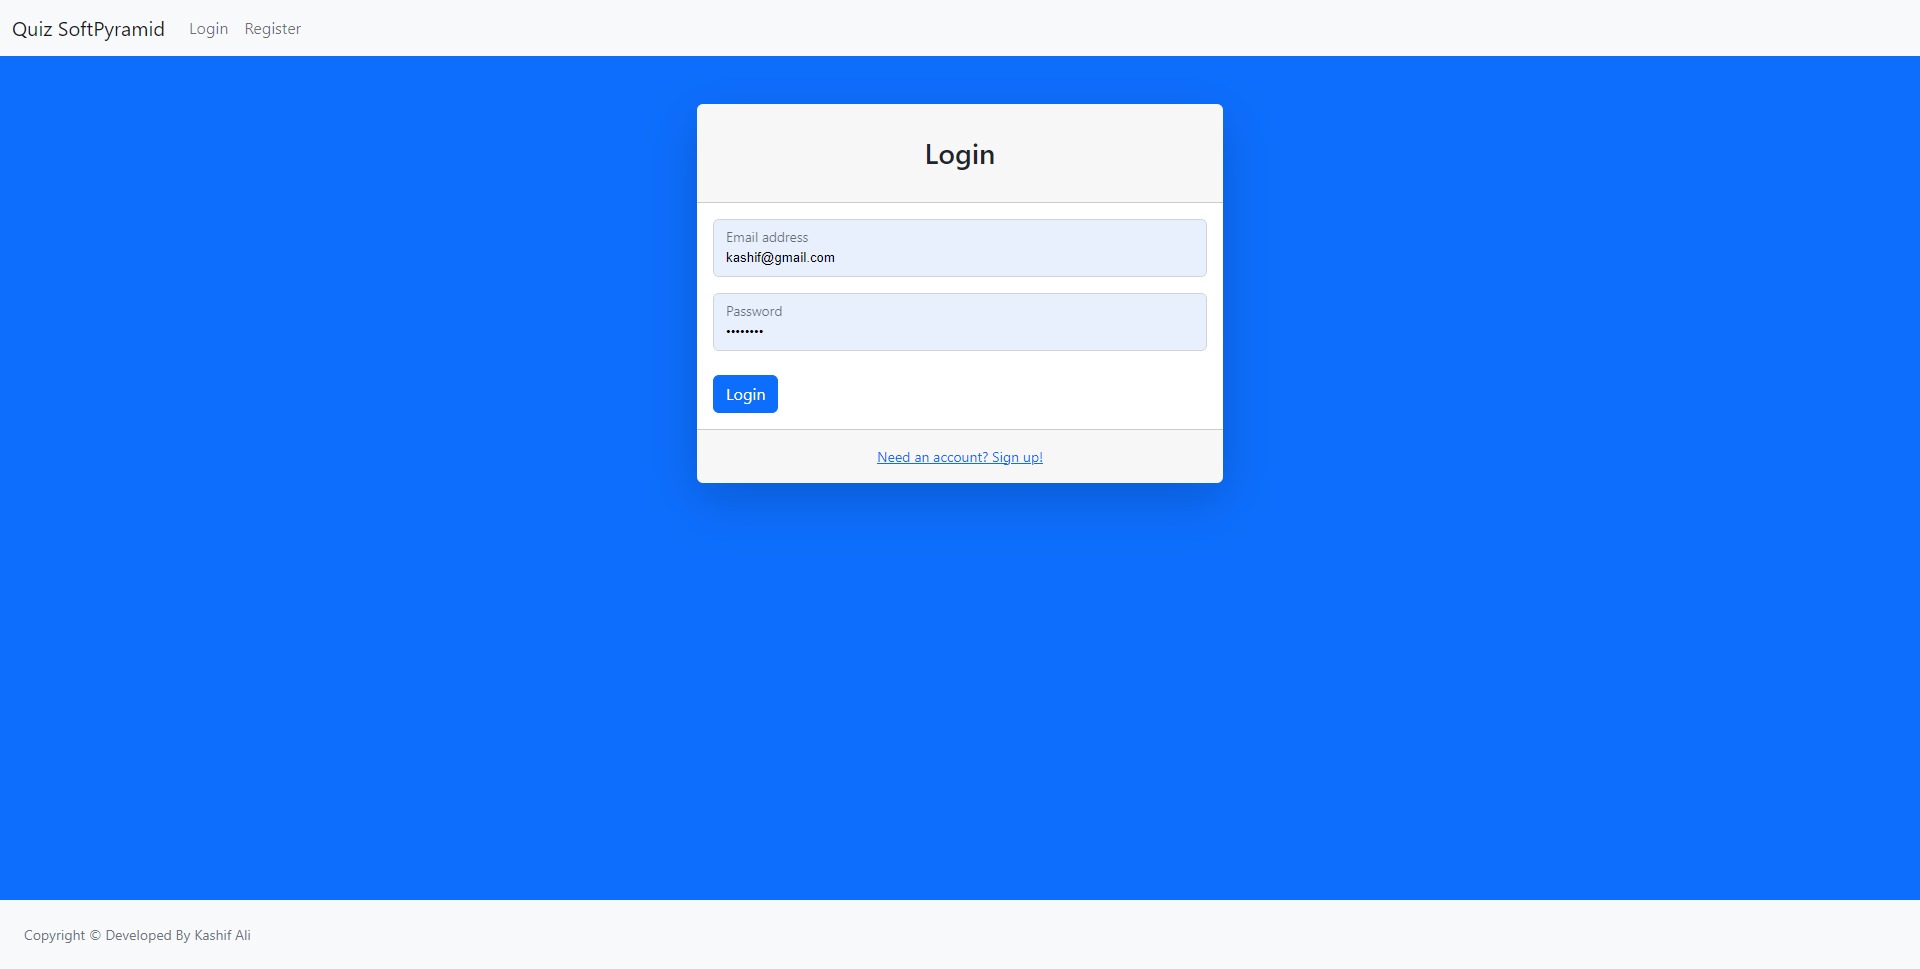 Quiz SoftPyramid Login Register
Login
Email address
kashif@gmail.com
Password
••••••••
Login
Need an account? Sign up!
Copyright © Developed By Kashif Ali